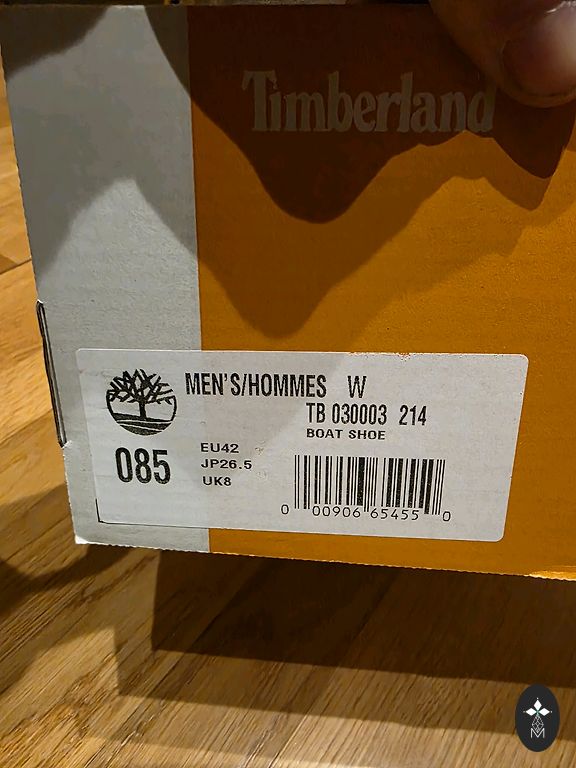 Timberland
MEN'S/HOMMES W
TB 030003 214
BOAT SHOE
085
EU42
JP26.5
UK8
0 00906 65455 0
M